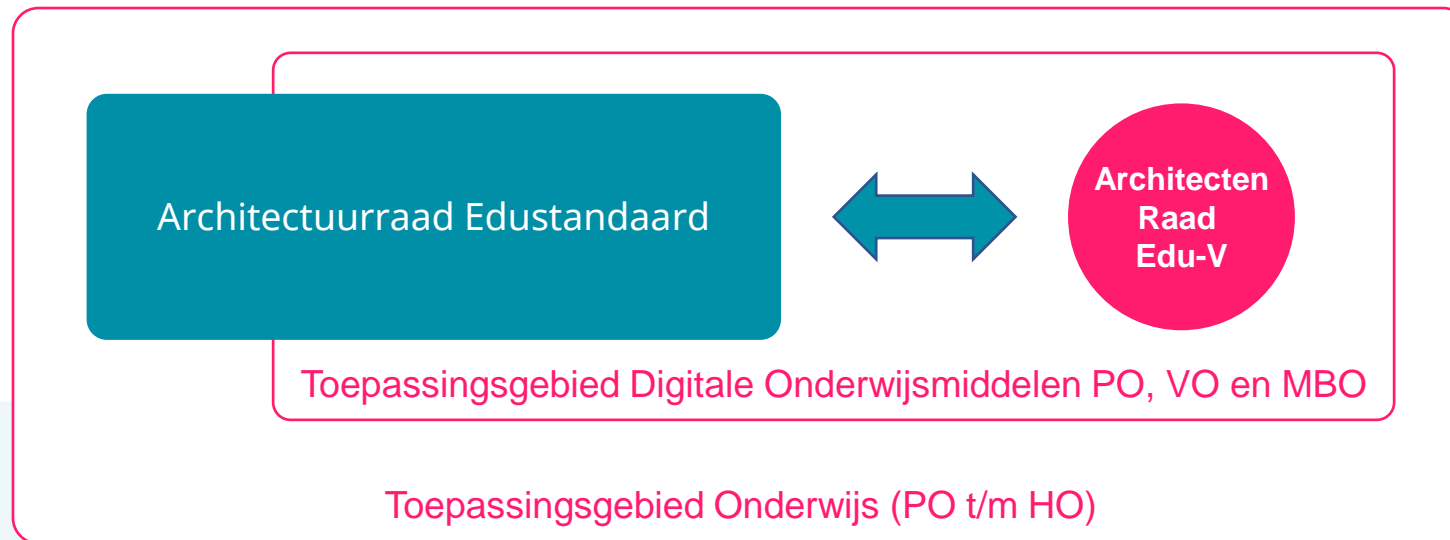 Architectuurraad Edustandaard
Architecten
Raad
Edu-V
Toepassingsgebied Digitale Onderwijsmiddelen PO, VO en MBO
Toepassingsgebied Onderwijs (PO t/m HO)